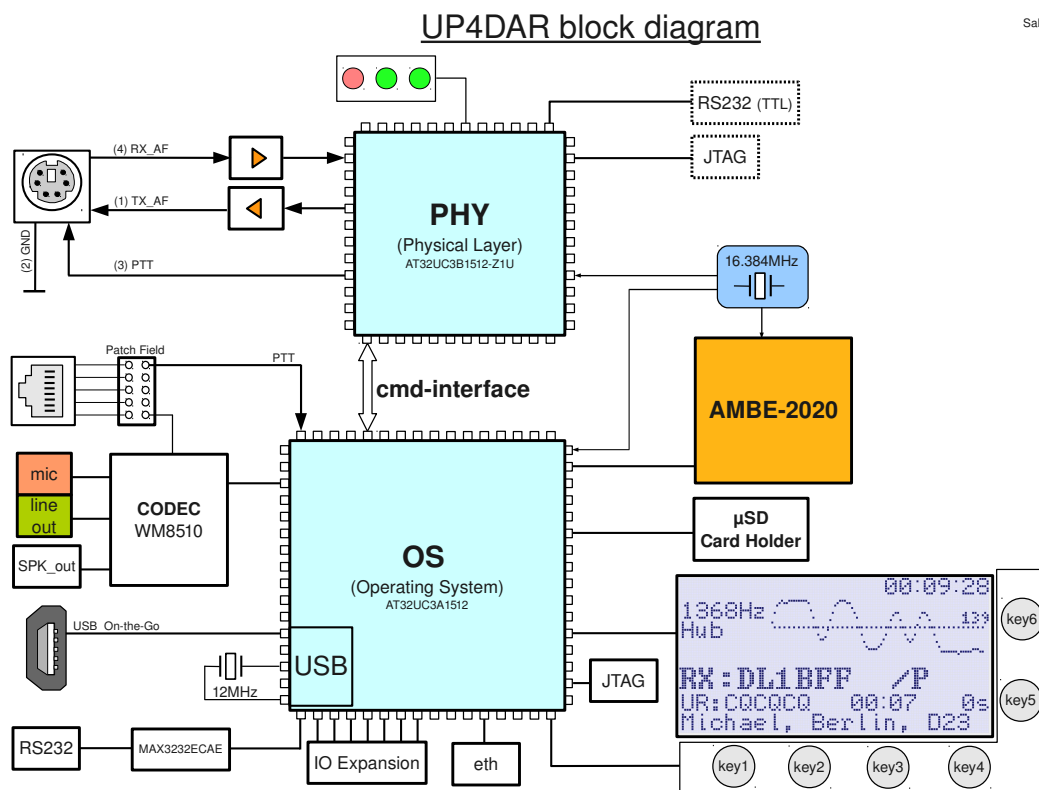 UP4DAR block diagram
Sal
RS232 (TTL)
JTAG
(4) RX_AF
(1) TX_AF
(2) GND
(3) PTT
PHY
(Physical Layer)
AT32UC3B1512-Z1U
16.384MHz
Patch Field
PTT
cmd-interface
AMBE-2020
mic
line
out
SPK_out
CODEC
WM8510
OS
(Operating System)
AT32UC3A1512
µSD
Card Holder
USB On-the-Go
USB
12MHz
JTAG
00:09:28
1368Hz
139
Hub
RX:DL1BFF /P
UR:CQCQCQ 00:07 0s
Michael, Berlin, D23
key6
key5
key1 key2 key3 key4
RS232
MAX3232ECAE
IO Expansion
eth